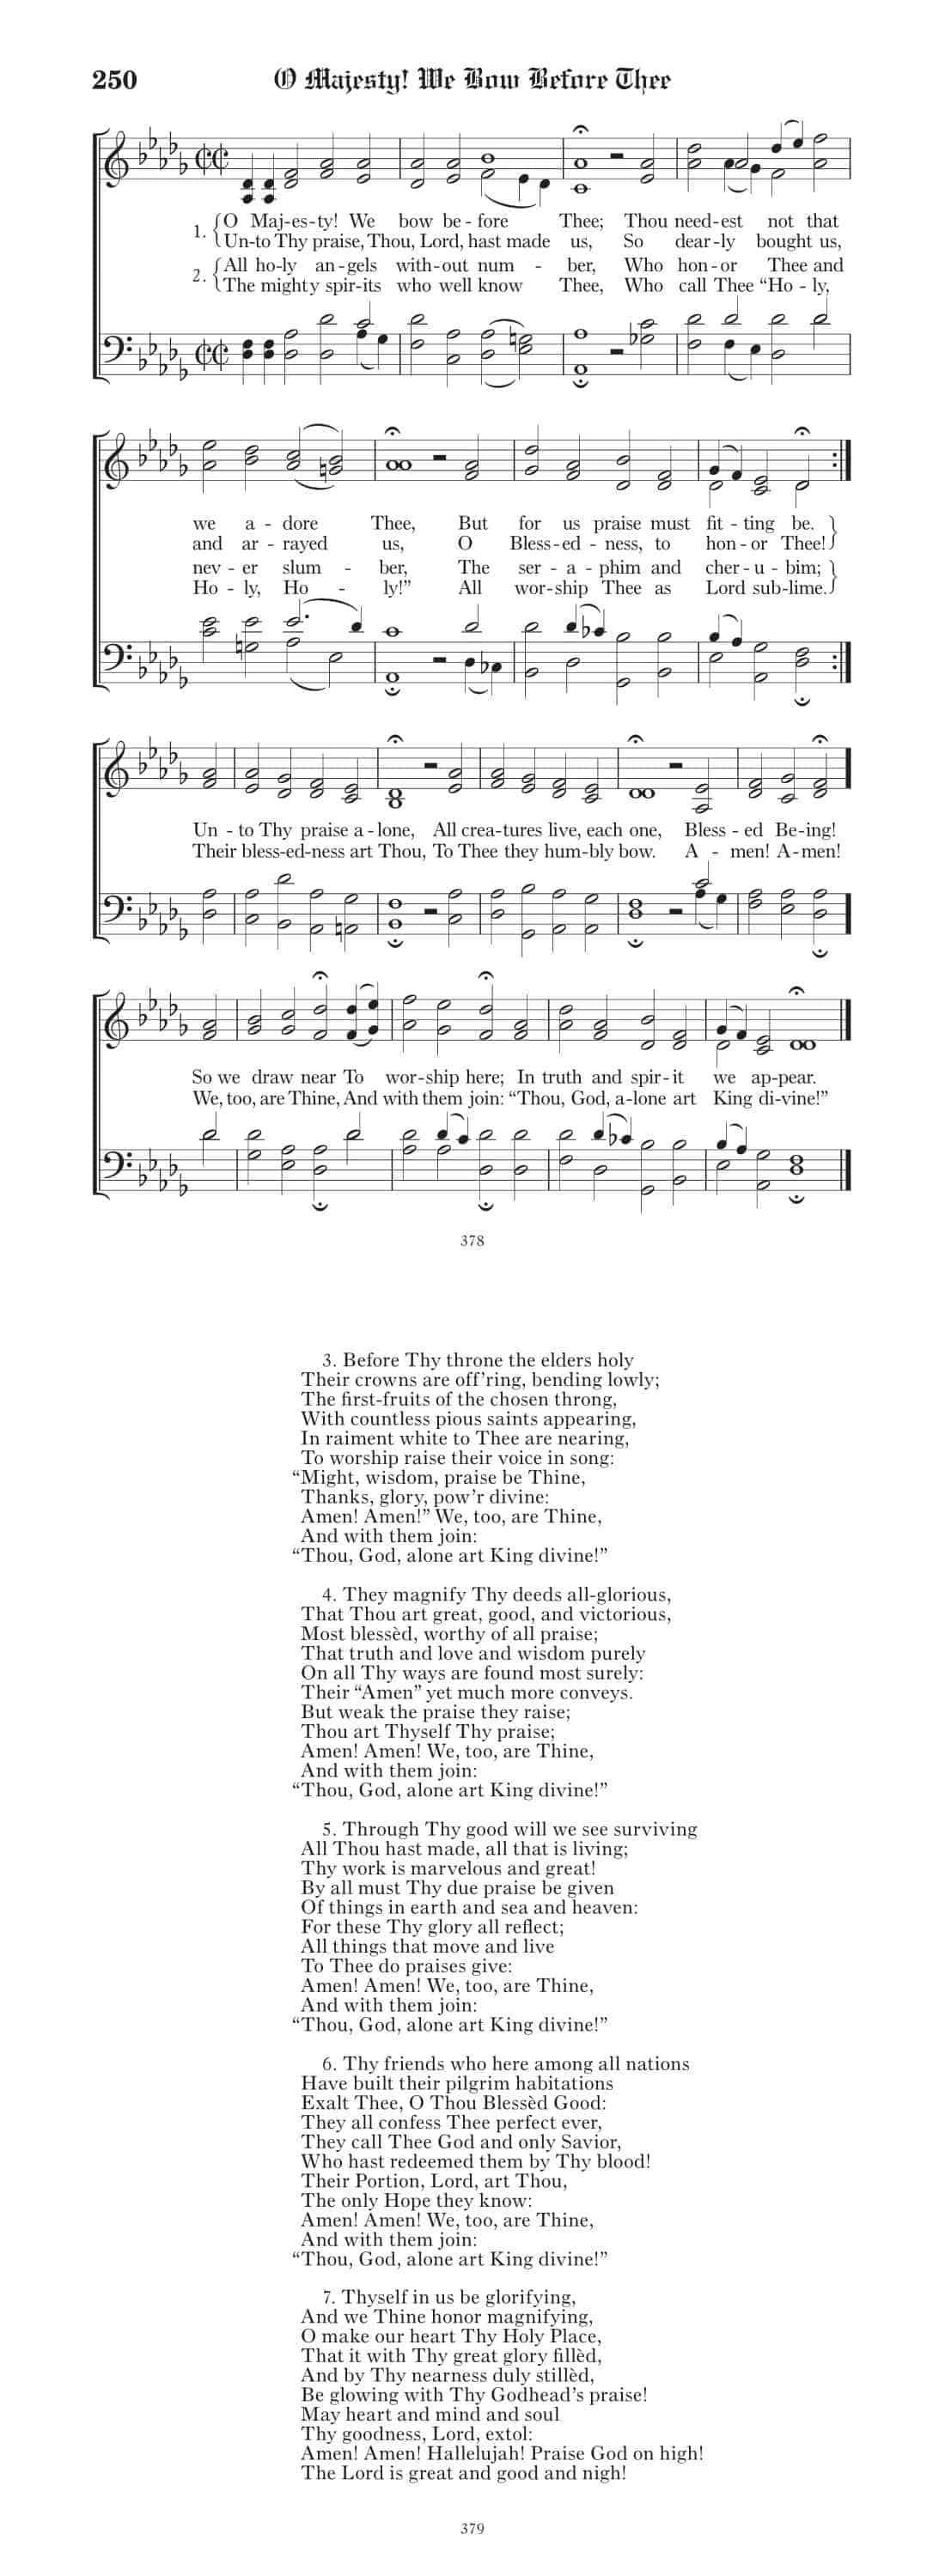 250 O Majesty! We Bow Before Thee
1. O Maj-es-ty! We bow be - fore Thee; Thou need-est not that
Un-to Thy praise, Thou, Lord, hast made us, So dear-ly bought us,
2. All ho-ly an-gels with-out num - ber, Who hon-or Thee and
The mighty spir-its who well know Thee, Who call Thee “Ho - ly,
we a - dore Thee, But for us praise must fit - ting be.
and ar - rayed us, O Bless-ed - ness, to hon-or Thee!
nev - er slum - ber, The ser - a - phim and cher - u - bim;
Ho - ly, Ho - ly!” All wor-ship Thee as Lord sub-lime.
Un - to Thy praise a - lone, All crea-tures live, each one, Bless - ed Be-ing!
Their bless-ed-ness art Thou, To Thee they hum-bly bow. A - men! A-men!
So we draw near To wor-ship here; In truth and spir-it we ap-pear.
We, too, are Thine, And with them join: “Thou, God, a-lone art King di-vine!”
378
3. Before Thy throne the elders holy
Their crowns are off’ring, bending lowly;
The first-fruits of the chosen throng,
With countless pious saints appearing,
In raiment white to Thee are nearing,
To worship raise their voice in song:
“Might, wisdom, praise be Thine,
Thanks, glory, pow’r divine:
Amen! Amen!” We, too, are Thine,
And with them join:
“Thou, God, alone art King divine!”
4. They magnify Thy deeds all-glorious,
That Thou art great, good, and victorious,
Most blessèd, worthy of all praise;
That truth and love and wisdom purely
On all Thy ways are found most surely:
Their “Amen” yet much more conveys.
But weak the praise they raise;
Thou art Thyself Thy praise;
Amen! Amen! We, too, are Thine,
And with them join:
“Thou, God, alone art King divine!”
5. Through Thy good will we see surviving
All Thou hast made, all that is living;
Thy work is marvelous and great!
By all must Thy due praise be given
Of things in earth and sea and heaven:
For these Thy glory all reflect;
All things that move and live
To Thee do praises give:
Amen! Amen! We, too, are Thine,
And with them join:
“Thou, God, alone art King divine!”
6. Thy friends who here among all nations
Have built their pilgrim habitations
Exalt Thee, O Thou Blessèd Good:
They all confess Thee perfect ever,
They call Thee God and only Savior,
Who hast redeemed them by Thy blood!
Their Portion, Lord, art Thou,
The only Hope they know:
Amen! Amen! We, too, are Thine,
And with them join:
“Thou, God, alone art King divine!”
7. Thyself in us be glorifying,
And we Thine honor magnifying,
O make our heart Thy Holy Place,
That it with Thy great glory fillèd,
And by Thy nearness duly stillèd,
Be glowing with Thy Godhead’s praise!
May heart and mind and soul
Thy goodness, Lord, extol:
Amen! Amen! Hallelujah! Praise God on high!
The Lord is great and good and nigh!
379